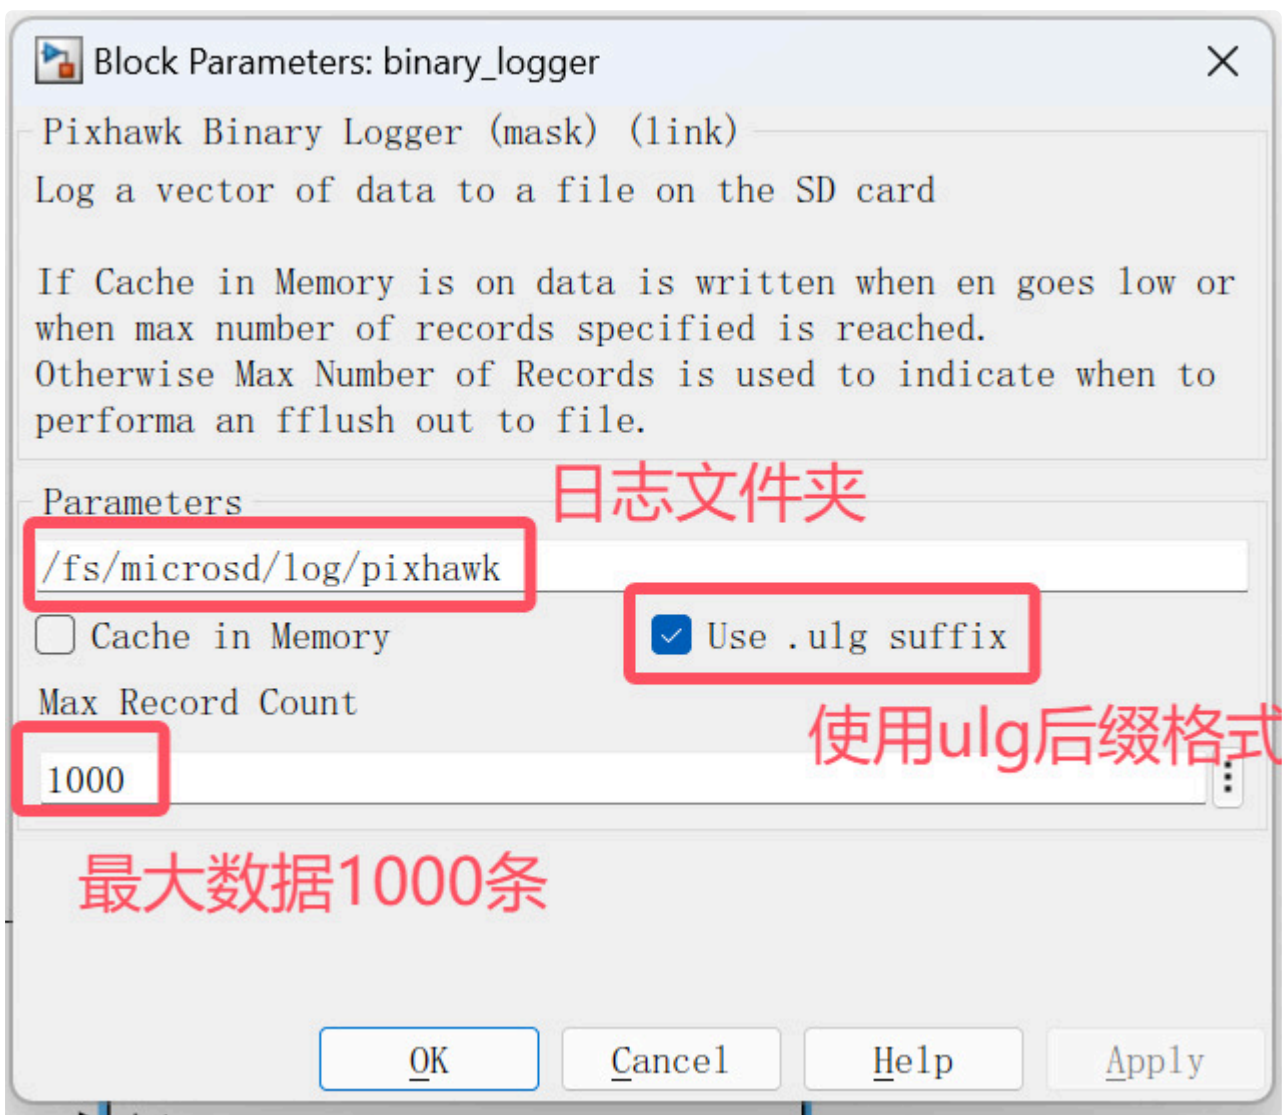 Block Parameters: binary_logger
Pixhawk Binary Logger (mask) (link)
Log a vector of data to a file on the SD card
If Cache in Memory is on data is written when en goes low or
when max number of records specified is reached.
Otherwise Max Number of Records is used to indicate when to
performa an fflush out to file.
日志文件夹
Parameters
/fs/microsd/log/pixhawk
Cache in Memory
Use .ulg suffix
Max Record Count
使用ulg后缀格式
1000
最大数据1000条
OK
Cancel
Help
Apply